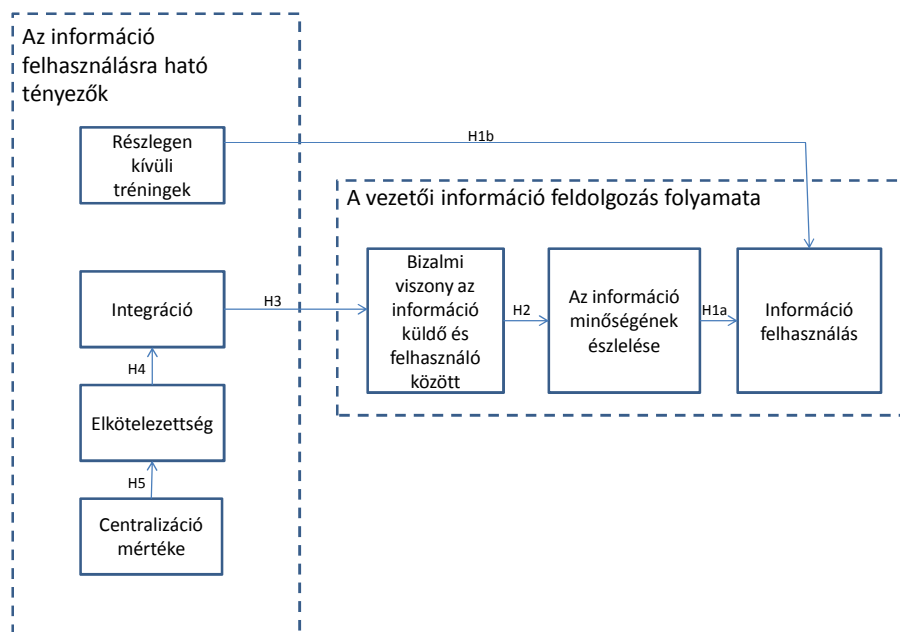 Az információ
felhasználásra ható
tényezők
Részlegen
kívüli
tréningek
H1b
A vezetői információ feldolgozás folyamata
Integráció
H3
Bizalmi
viszony az
információ
küldő és
felhasználó
között
H2
Az információ
minőségének
észlelése
H1a
Információ
felhasználás
H4
Elkötelezettség
H5
Centralizáció
mértéke